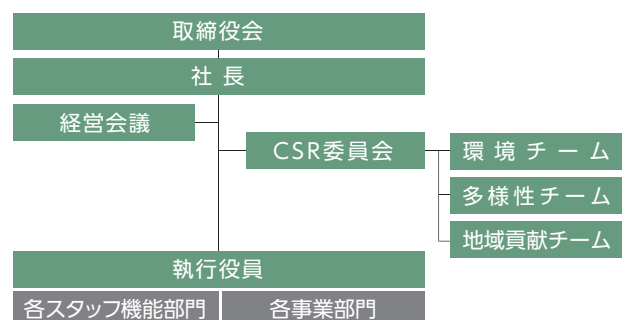 取締役会
社長
経営会議
CSR委員会
環境チーム
多様性チーム
地域貢献チーム
執行役員
各スタッフ機能部門
各事業部門